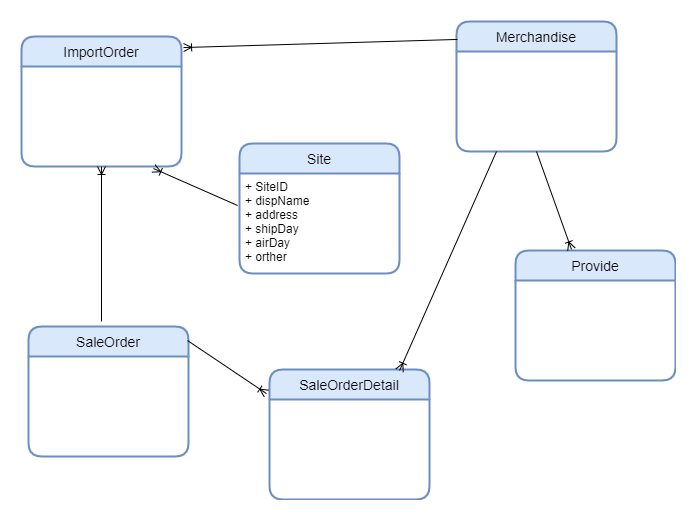 Merchandise
ImportOrder
Site
+ SiteID
+ dispName
+ address
+ shipDay
+ airDay
+ orther
Provide
SaleOrder
SaleOrderDetail